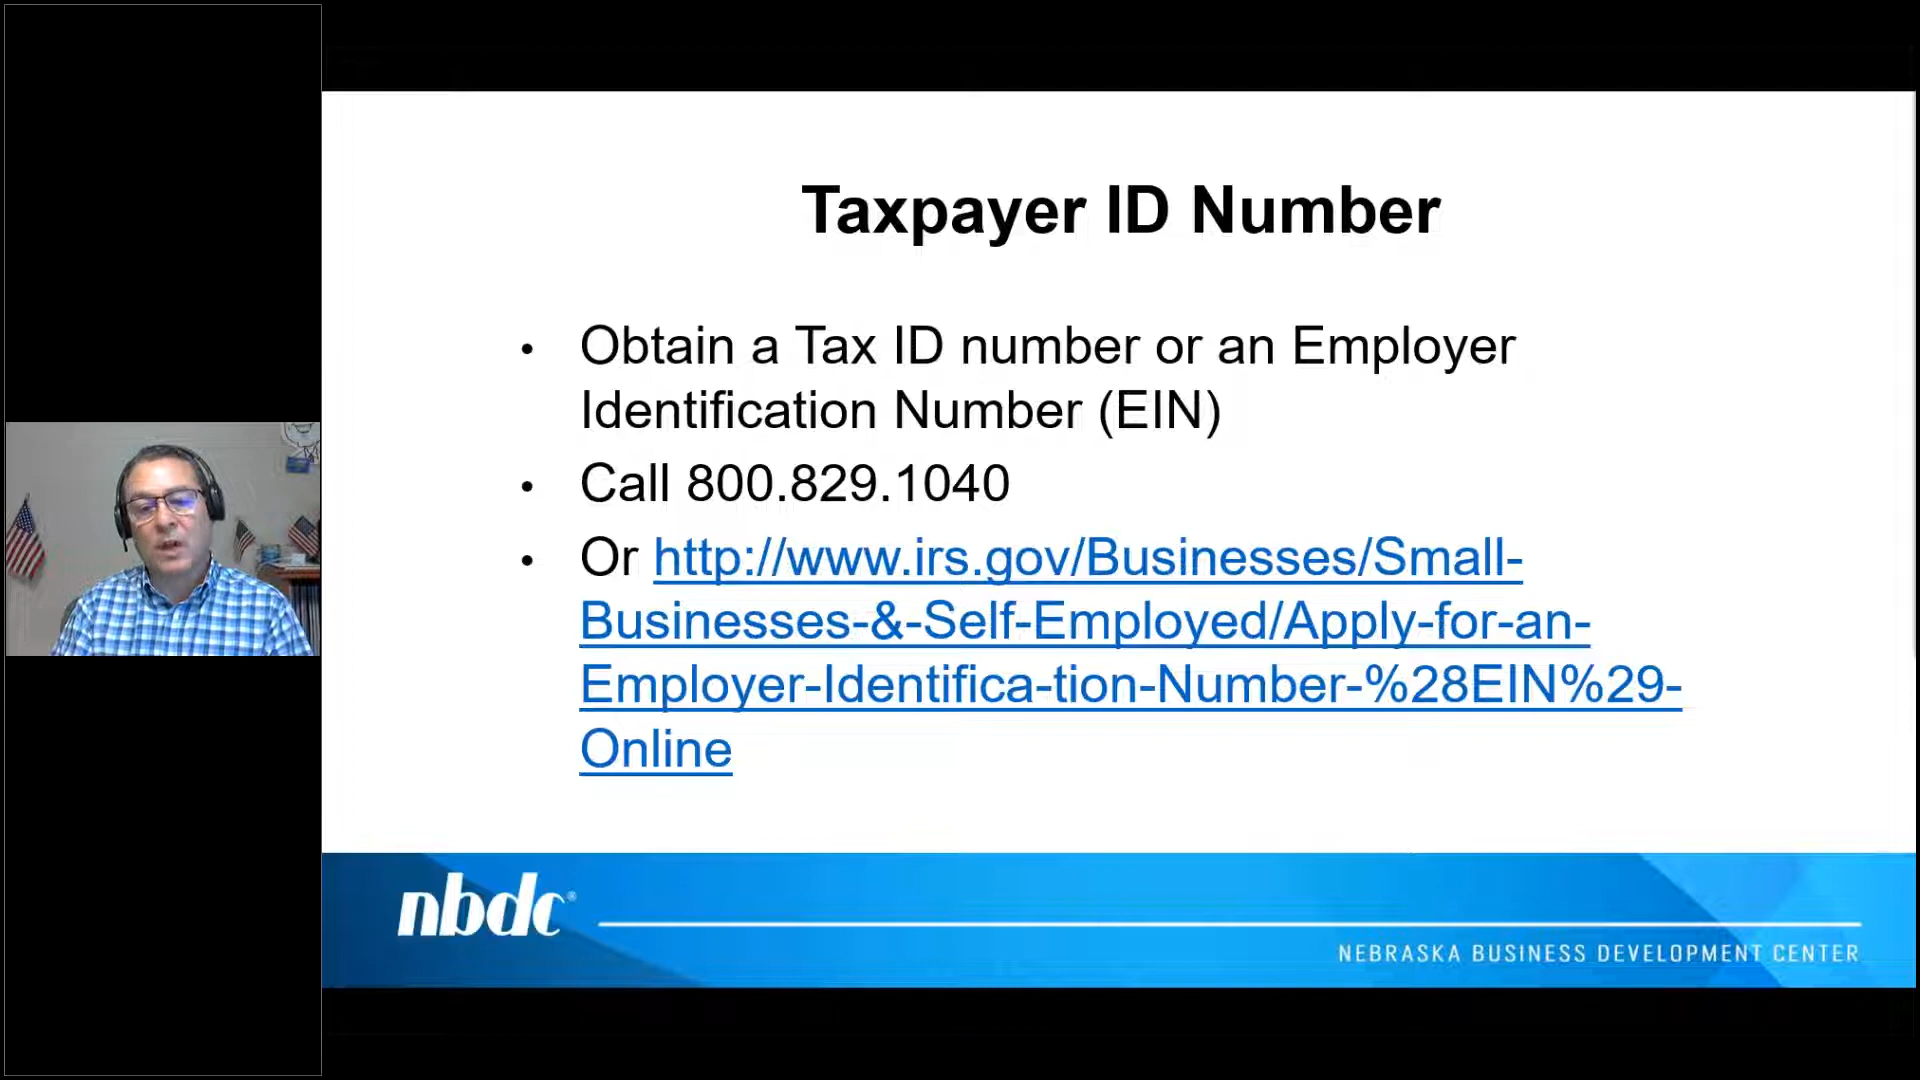 Taxpayer ID Number
• Obtain a Tax ID number or an Employer
Identification Number (EIN)
• Call 800.829.1040
• Or http://www.irs.gov/Businesses/Small-
Businesses-&-Self-Employed/Apply-for-an-
Employer-Identifica-tion-Number-%28EIN%29-
Online
nbdc®
NEBRASKA BUSINESS DEVELOPMENT CENTER